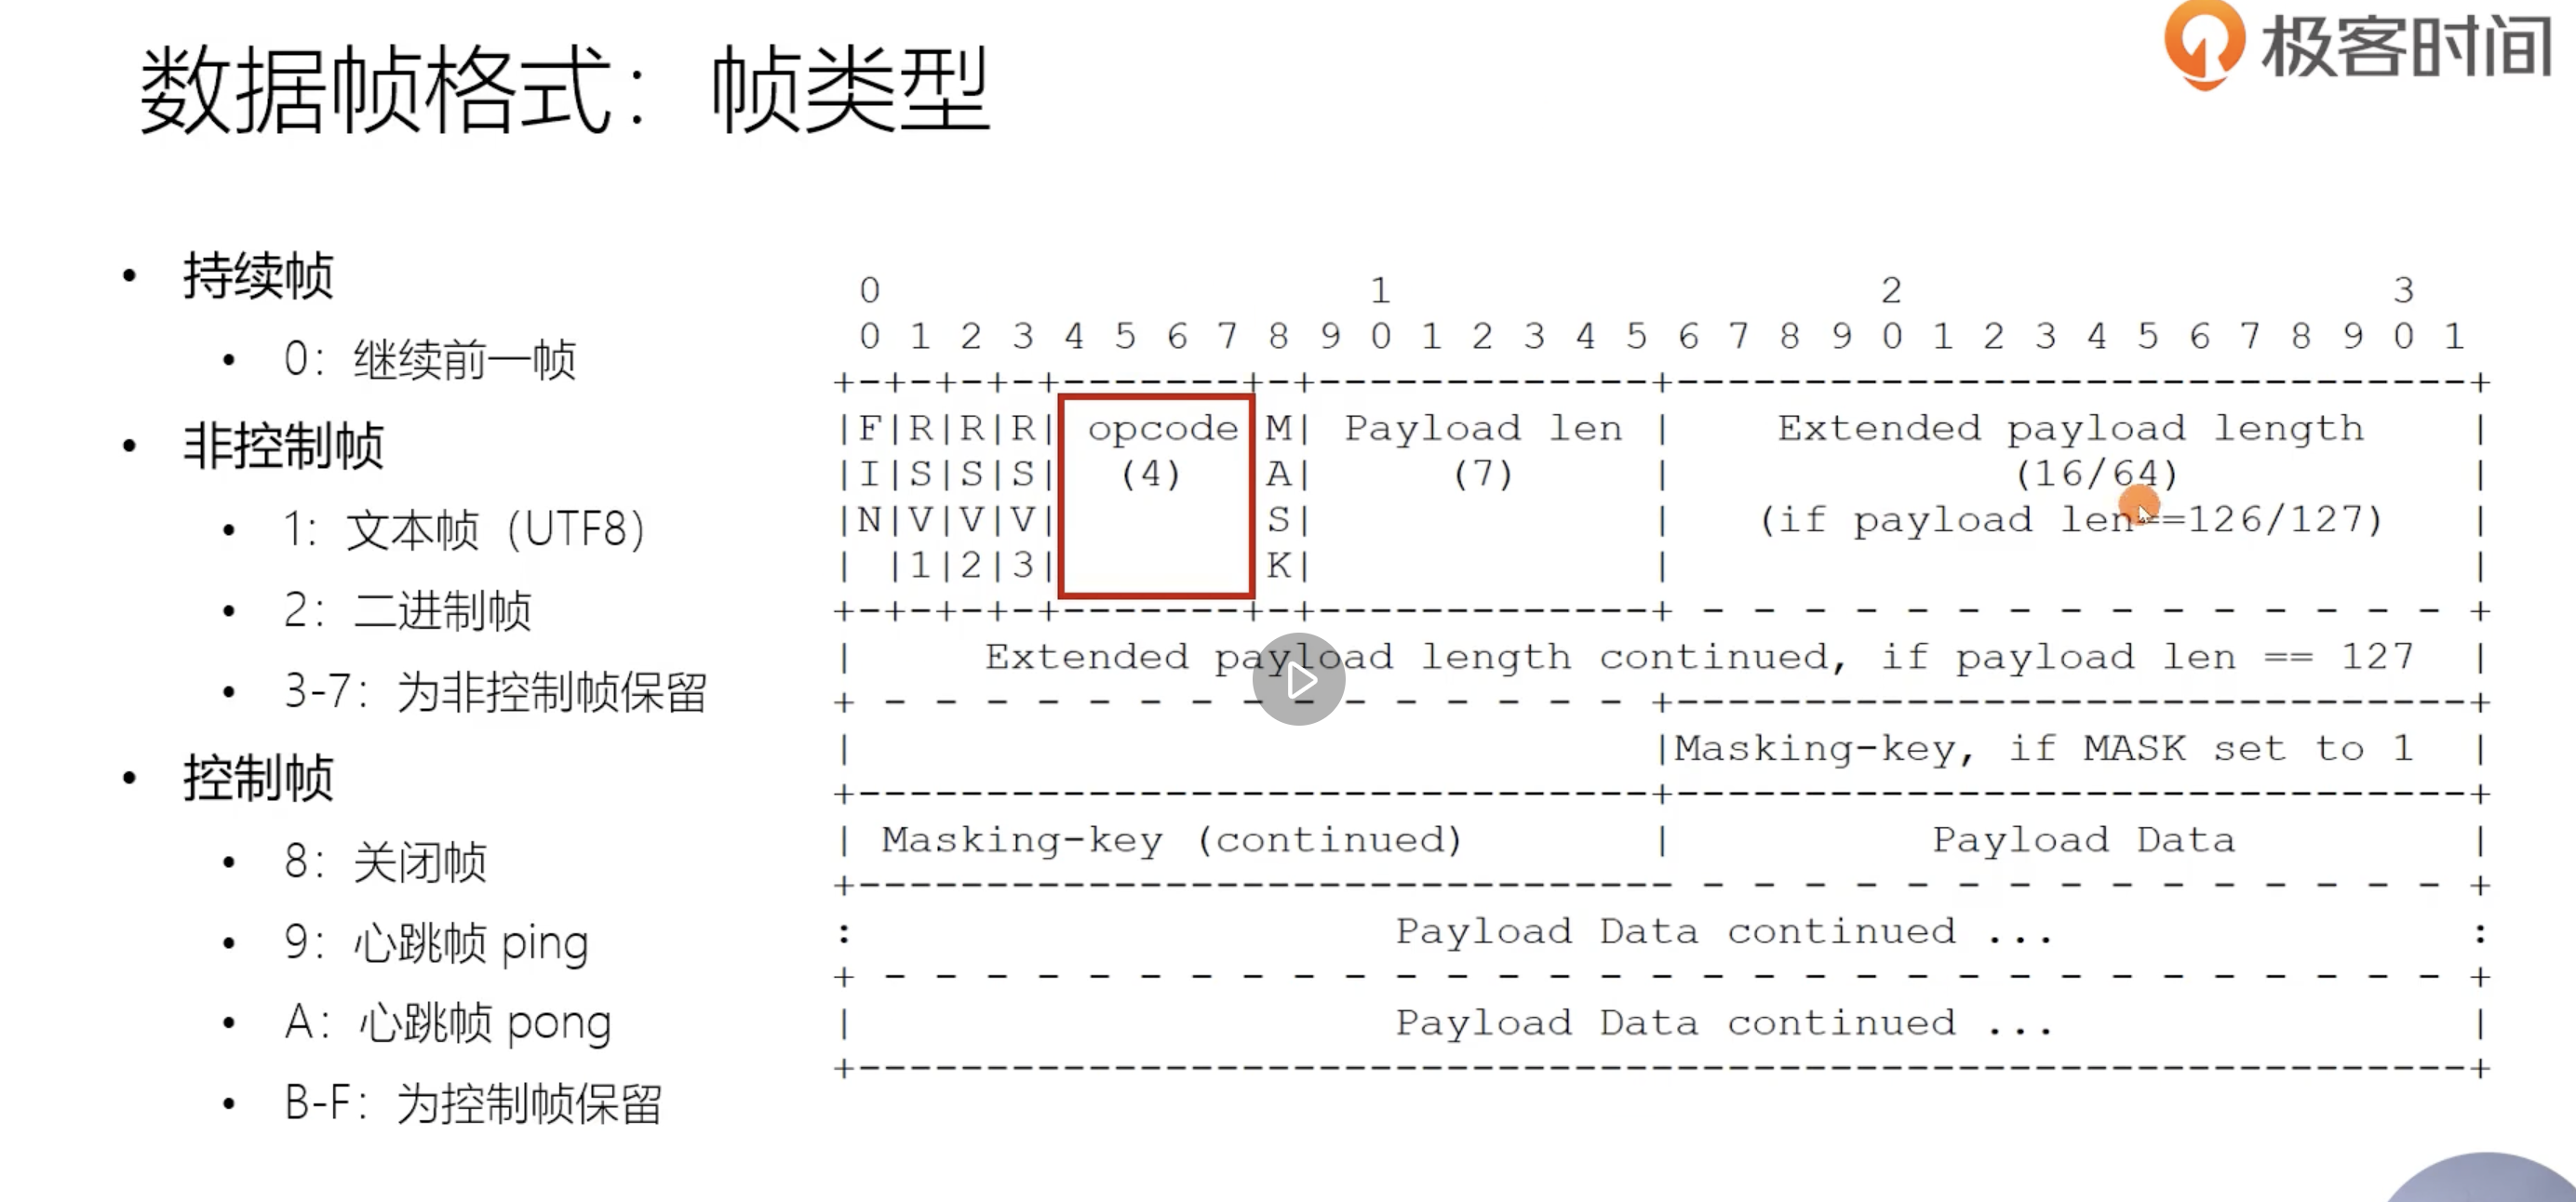 数据帧格式：帧类型
极客时间
• 持续帧
• 0：继续前一帧
• 非控制帧
• 1：文本帧（UTF8）
• 2：二进制帧
• 3-7：为非控制帧保留
• 控制帧
• 8：关闭帧
• 9：心跳帧 ping
• A：心跳帧 pong
• B-F：为控制帧保留
0                   1                   2                   3
0 1 2 3 4 5 6 7 8 9 0 1 2 3 4 5 6 7 8 9 0 1 2 3 4 5 6 7 8 9 0 1
+-+-+-+-+-------+-+-------------+-------------------------------+
|F|R|R|R| opcode|M| Payload len |    Extended payload length    |
|I|S|S|S|  (4)  |A|     (7)     |             (16/64)           |
|N|V|V|V|       |S|             |   (if payload len==126/127)   |
| |1|2|3|       |K|             |                               |
+-+-+-+-+-------+-+-------------+ - - - - - - - - - - - - - - - +
|     Extended payload length continued, if payload len == 127  |
+ - - - - - - - - - - - - - - - +-------------------------------+
|                               |Masking-key, if MASK set to 1  |
+-------------------------------+-------------------------------+
| Masking-key (continued)       |          Payload Data         |
+-------------------------------- - - - - - - - - - - - - - - - +
:                     Payload Data continued ...                :
+ - - - - - - - - - - - - - - - - - - - - - - - - - - - - - - - +
|                     Payload Data continued ...                |
+---------------------------------------------------------------+